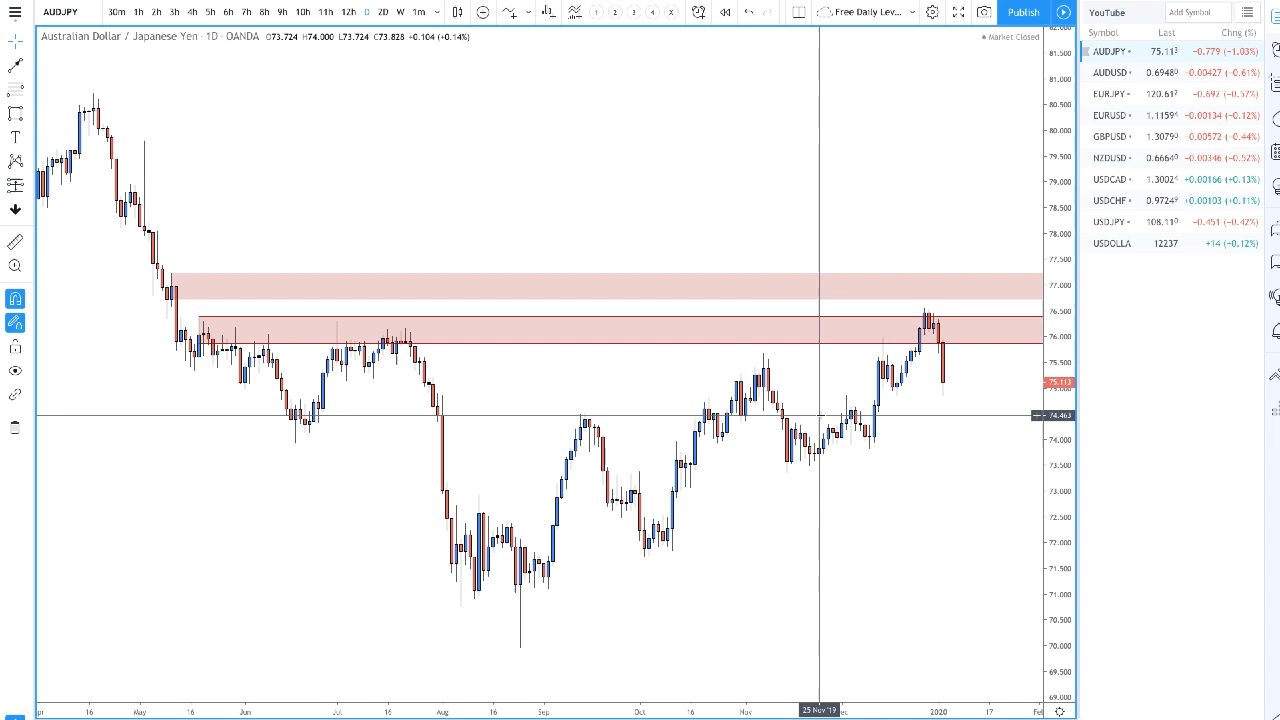 AUDJPY 30m 1h 2h 3h 4h 5h 6h 7h 8h 9h 10h 11h 12h D 2D W 1m 1 2 3 4 X Free Daily Lev... Publish
Australian Dollar / Japanese Yen · 1D · OANDA O73.724 H74.000 L73.724 C73.828 +0.104 (+0.14%)
Market Closed
81.500
81.000
80.500
80.000
79.500
79.000
78.500
78.000
77.500
77.000
76.500
76.000
75.500
75.113
75.000
74.463
74.000
73.500
73.000
72.500
72.000
71.500
71.000
70.500
70.000
69.500
69.000
16 May 16 Jun Jul 16 Aug Sep Oct 16 Nov 25 Nov '19 2020 17
YouTube Add Symbol
Symbol Last Chng (%)
AUDJPY 75.113 −0.779 (−1.03%)
AUDUSD 0.69480 −0.00427 (−0.61%)
EURJPY 120.617 −0.692 (−0.57%)
EURUSD 1.11594 −0.00134 (−0.12%)
GBPUSD 1.30790 −0.00572 (−0.44%)
NZDUSD 0.66640 −0.00346 (−0.52%)
USDCAD 1.30024 +0.00166 (+0.13%)
USDCHF 0.97249 +0.00103 (+0.11%)
USDJPY 108.110 −0.451 (−0.42%)
USDOLLA 12237 +14 (+0.12%)